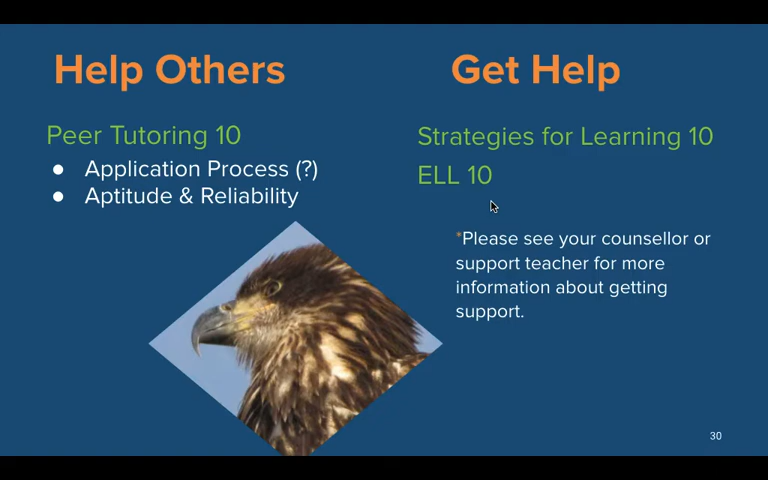 Help Others
Peer Tutoring 10
● Application Process (?)
● Aptitude & Reliability
Get Help
Strategies for Learning 10
ELL 10
*Please see your counsellor or
support teacher for more
information about getting
support.
30